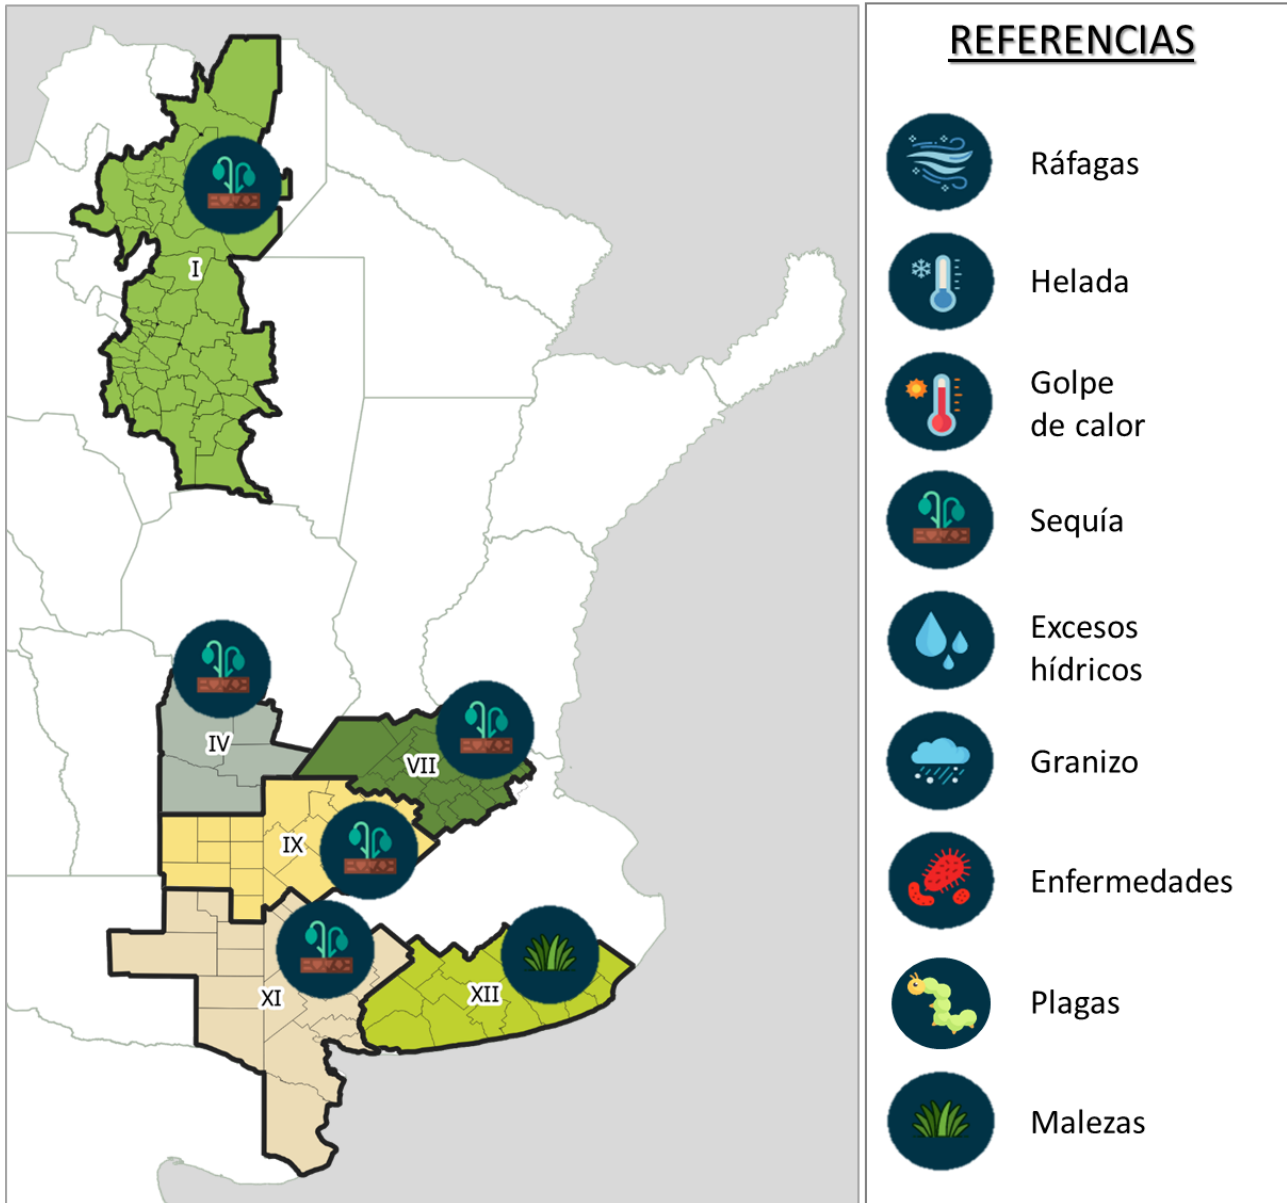 I
IV
VII
IX
XI
XII
REFERENCIAS
Ráfagas
Helada
Golpe
de calor
Sequía
Excesos
hídricos
Granizo
Enfermedades
Plagas
Malezas